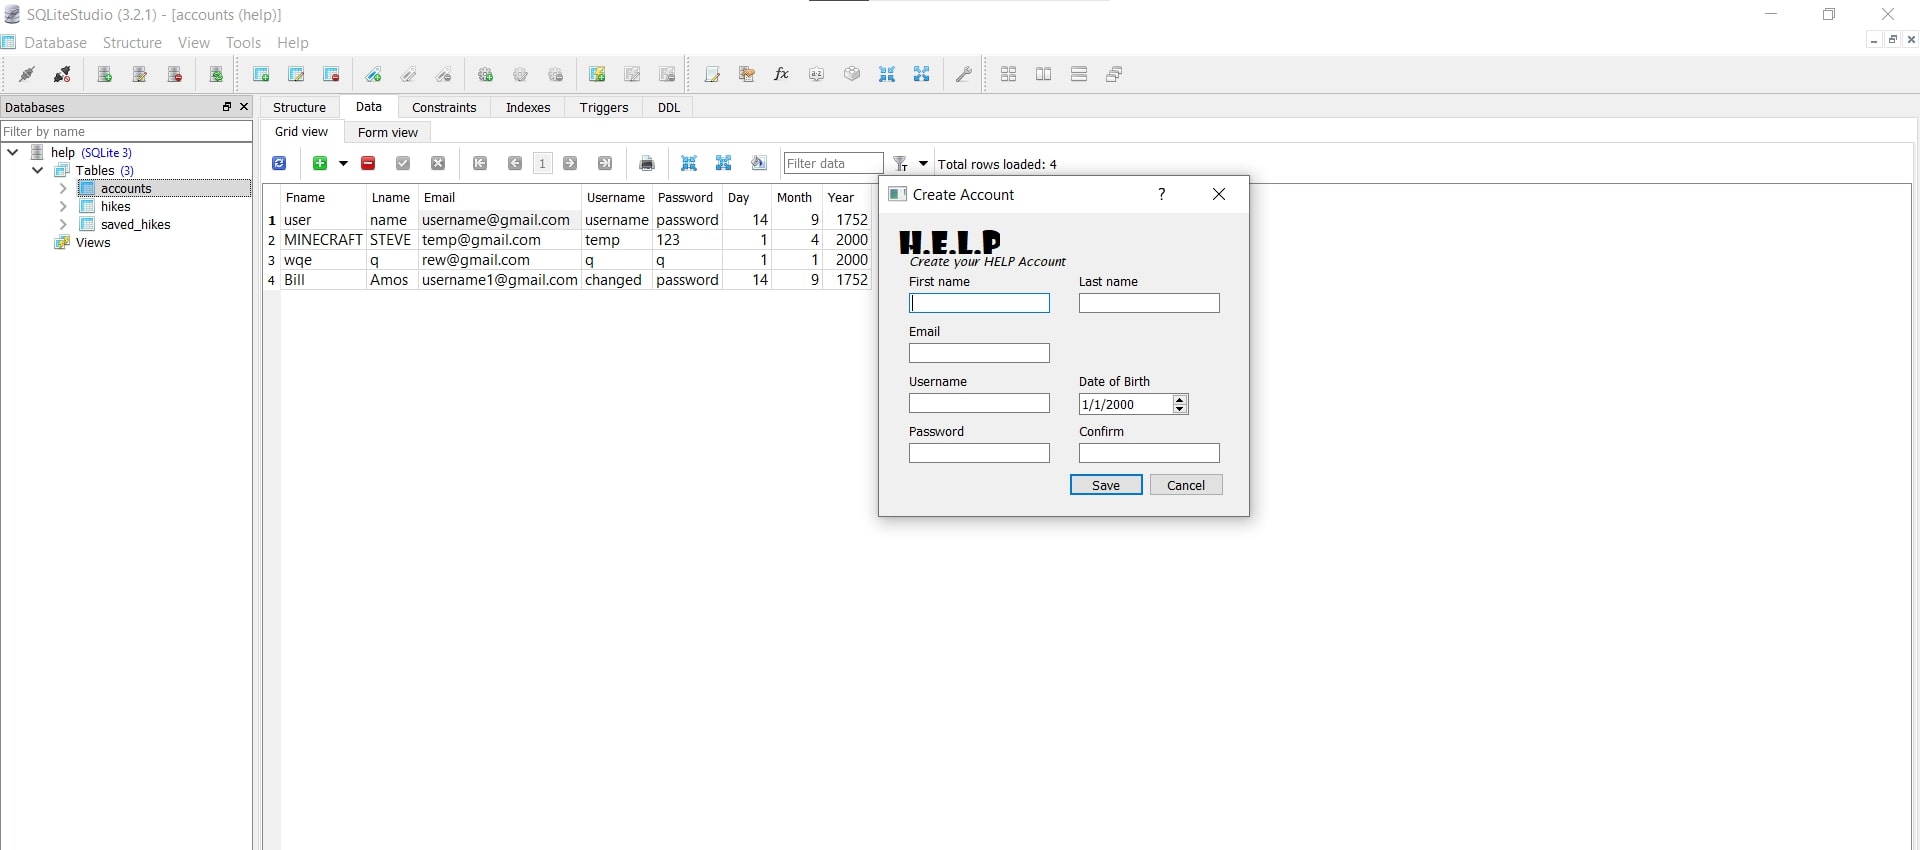 SQLiteStudio (3.2.1) - [accounts (help)]
Database Structure View Tools Help
Databases
Structure Data Constraints Indexes Triggers DDL
Filter by name
Grid view Form view
help (SQLite 3)
Tables (3)
accounts
hikes
saved_hikes
Views
1 Filter data Total rows loaded: 4
Fname Lname Email Username Password Day Month Year
1 user name username@gmail.com username password 14 9 1752
2 MINECRAFT STEVE temp@gmail.com temp 123 1 4 2000
3 wqe q rew@gmail.com q q 1 1 2000
4 Bill Amos username1@gmail.com changed password 14 9 1752
Create Account
H.E.L.P
Create your HELP Account
First name Last name
Email
Username Date of Birth
1/1/2000
Password Confirm
Save Cancel